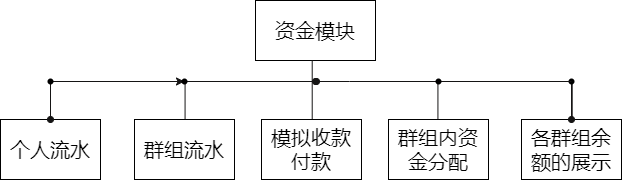 资金模块
个人流水
群组流水
模拟收款
付款
群组内资
金分配
各群组余
额的展示